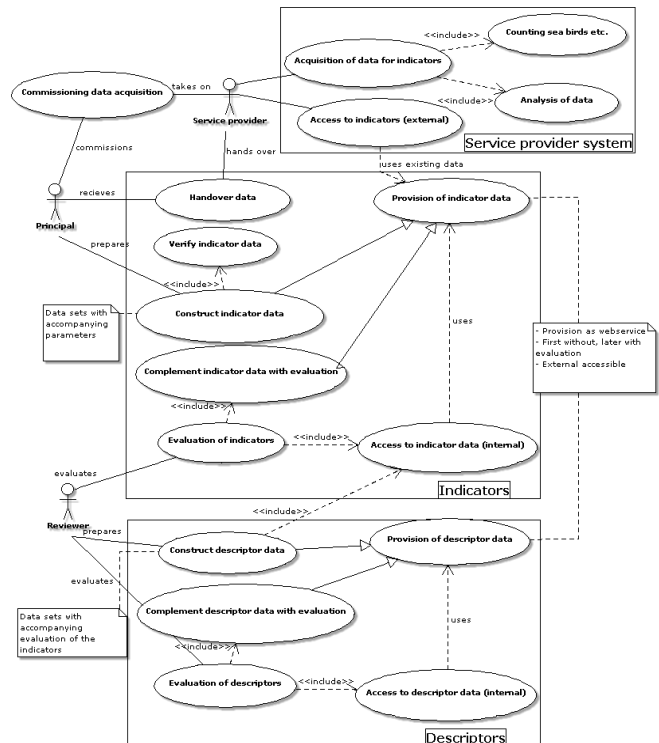 <<include>>
Counting sea birds etc.
Acquisition of data for indicators
<<include>>
Analysis of data
Commissioning data acquisition
takes on
Service provider
Access to indicators (external)
Service provider system
commissions
hands over
uses existing data
Principal
recieves
Handover data
Provision of indicator data
prepares
Verify indicator data
<<include>>
Data sets with
accompanying
parameters
Construct indicator data
uses
- Provision as webservice
- First without, later with
evaluation
- External accessible
Complement indicator data with evaluation
<<include>>
Evaluation of indicators
<<include>>
Access to indicator data (internal)
evaluates
Indicators
Reviewer
<<include>>
prepares
Construct descriptor data
Provision of descriptor data
evaluates
Complement descriptor data with evaluation
Data sets with
accompanying
evaluation of the
indicators
uses
<<include>>
Evaluation of descriptors
<<include>>
Access to descriptor data (internal)
Descriptors